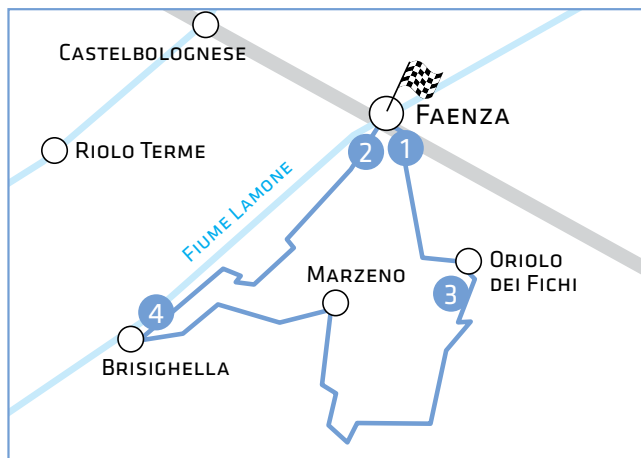 Castelbolognese
Faenza
Riolo Terme
2
1
Fiume Lamone
Oriolo
dei Fichi
Marzeno
3
4
Brisighella